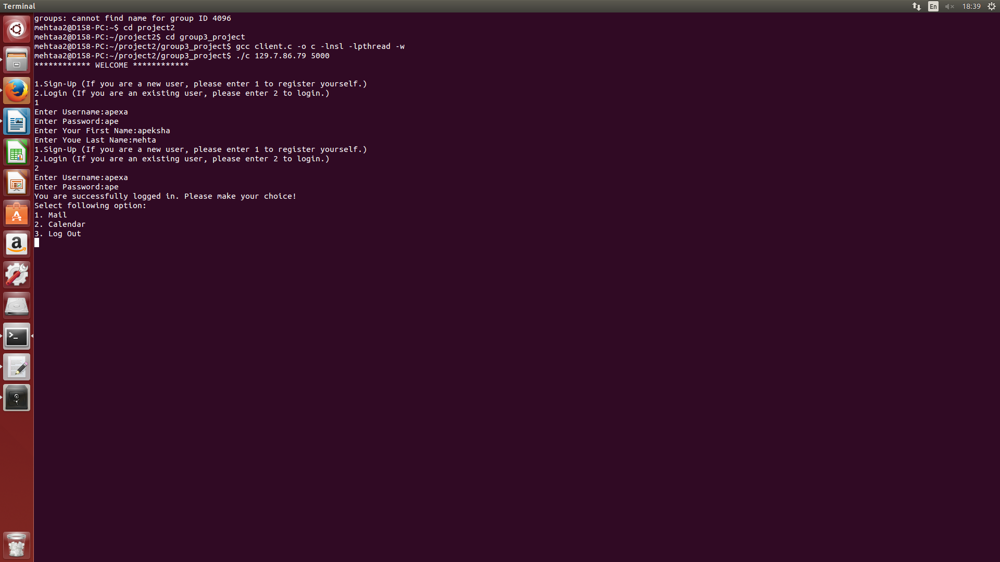 Terminal
En
18:39
groups: cannot find name for group ID 4096
mehtaa2@D158-PC:~$ cd project2
mehtaa2@D158-PC:~/project2$ cd group3_project
mehtaa2@D158-PC:~/project2/group3_project$ gcc client.c -o c -lnsl -lpthread -w
mehtaa2@D158-PC:~/project2/group3_project$ ./c 129.7.86.79 5000
************ WELCOME ************
1.Sign-Up (If you are a new user, please enter 1 to register yourself.)
2.Login (If you are an existing user, please enter 2 to login.)
1
Enter Username:apexa
Enter Password:ape
Enter Your First Name:apeksha
Enter Youe Last Name:mehta
1.Sign-Up (If you are a new user, please enter 1 to register yourself.)
2.Login (If you are an existing user, please enter 2 to login.)
2
Enter Username:apexa
Enter Password:ape
You are successfully logged in. Please make your choice!
Select following option:
1. Mail
2. Calendar
3. Log Out